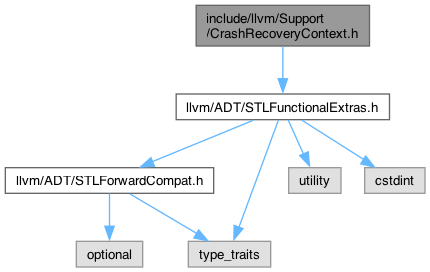 include/llvm/Support
/CrashRecoveryContext.h
llvm/ADT/STLFunctionalExtras.h
llvm/ADT/STLForwardCompat.h
utility
cstdint
optional
type_traits